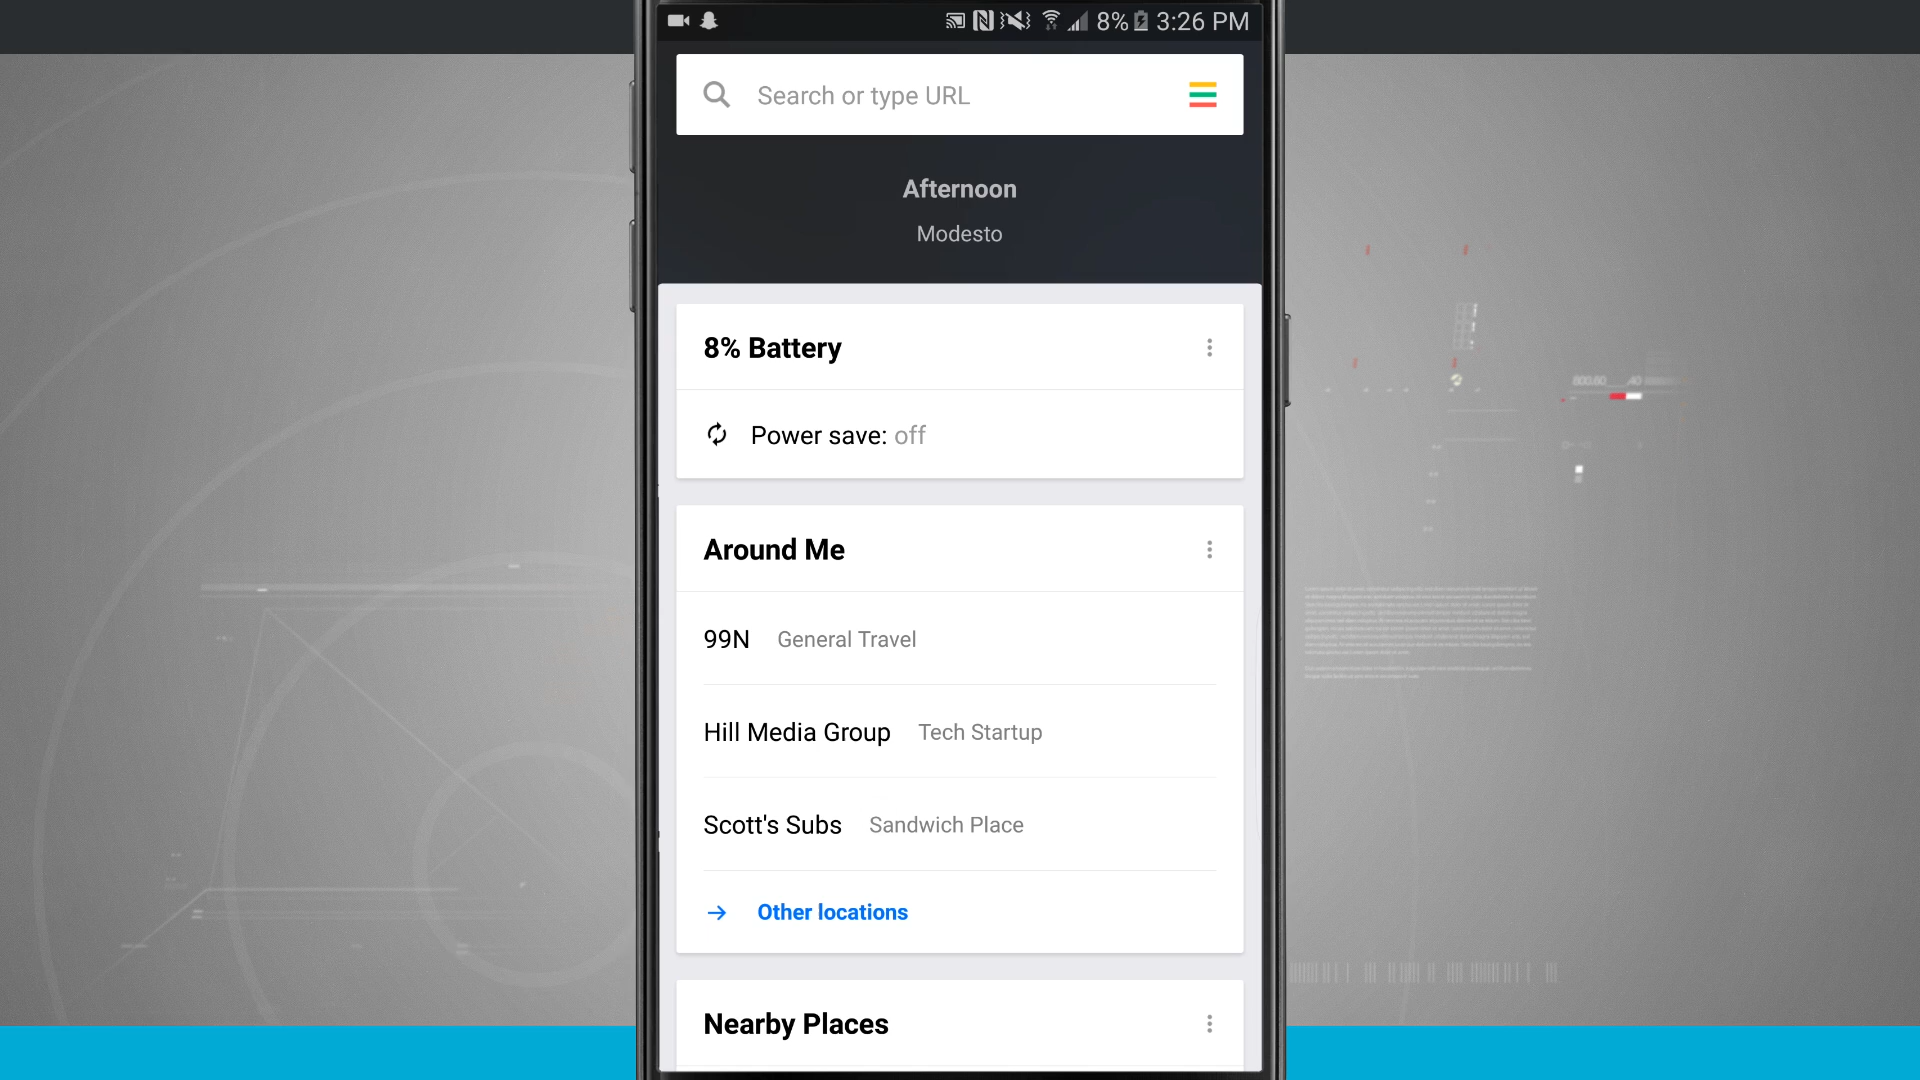 8% 3:26 PM
Search or type URL
Afternoon
Modesto
8% Battery
Power save: off
Around Me
99N General Travel
Hill Media Group Tech Startup
Scott's Subs Sandwich Place
Other locations
Nearby Places